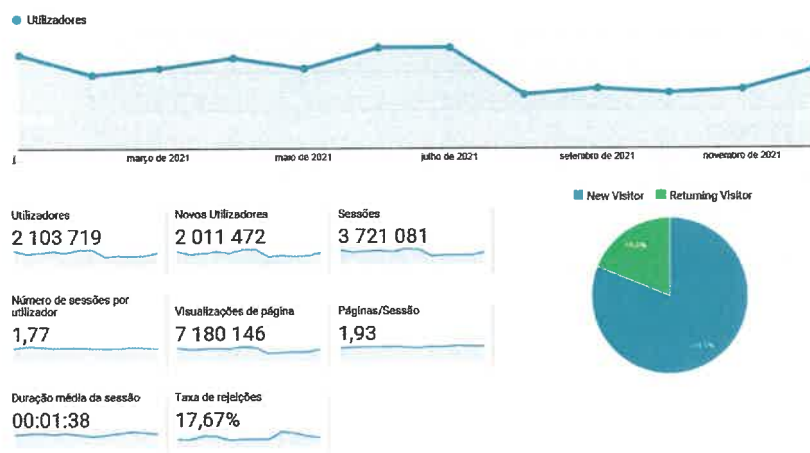 Utilizadores
março de 2021
maio de 2021
julho de 2021
setembro de 2021
novembro de 2021
New Visitor
Returning Visitor
Utilizadores
2 103 719
Novos Utilizadores
2 011 472
Sessões
3 721 081
Número de sessões por
utilizador
1,77
Visualizações de página
7 180 146
Páginas/Sessão
1,93
Duração média da sessão
00:01:38
Taxa de rejeições
17,67%